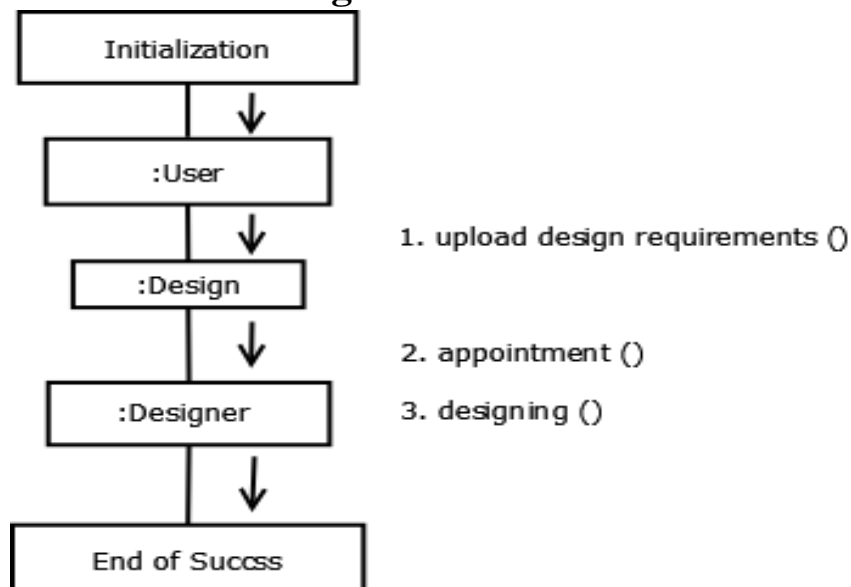 Initialization
:User
1. upload design requirements ()
:Design
2. appointment ()
:Designer
3. designing ()
End of Succss